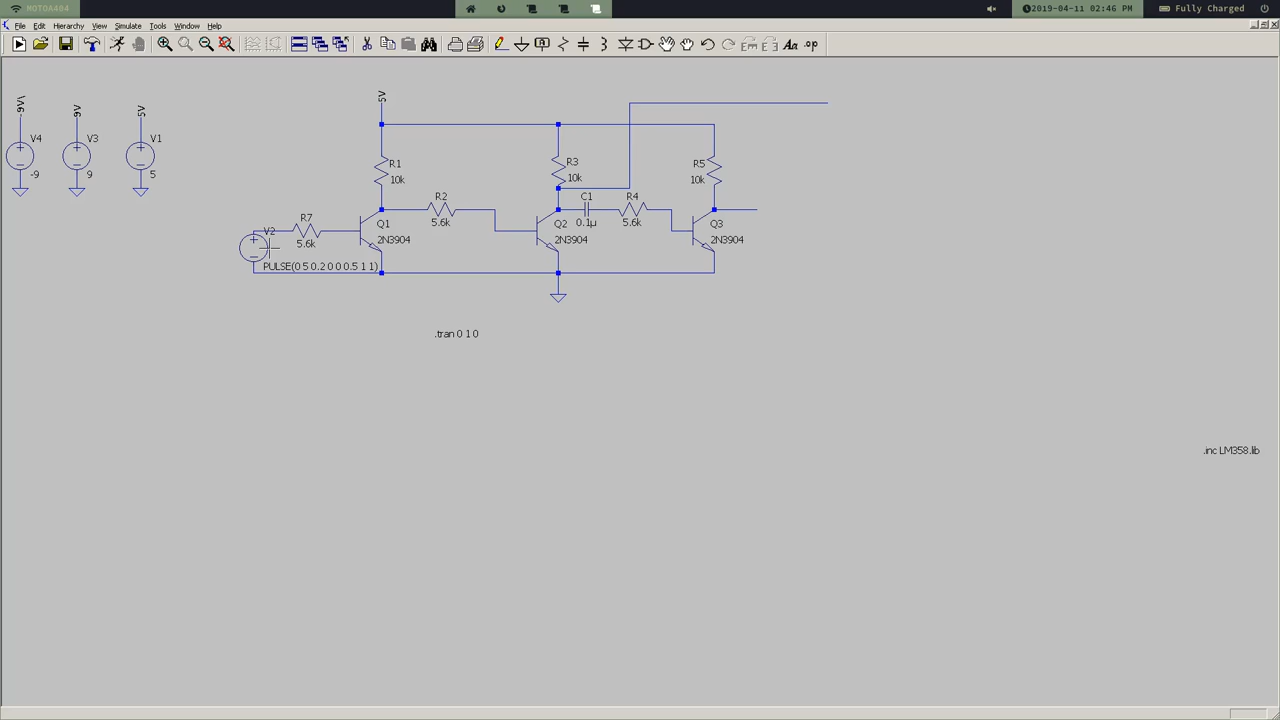 MOTOA404
2019-04-11 02:46 PM
Fully Charged
File Edit Hierarchy View Simulate Tools Window Help
Aa .op
-9V\ 9V 5V 5V
V4 V3 V1
-9 9 5
R1
10k
R3
10k
R5
10k
R2
5.6k
C1
0.1µ
R4
5.6k
R7
5.6k
V2
Q1
2N3904
Q2
2N3904
Q3
2N3904
PULSE(0 5 0.2 0 0 0.5 1 1)
.tran 0 1 0
.inc LM358.lib